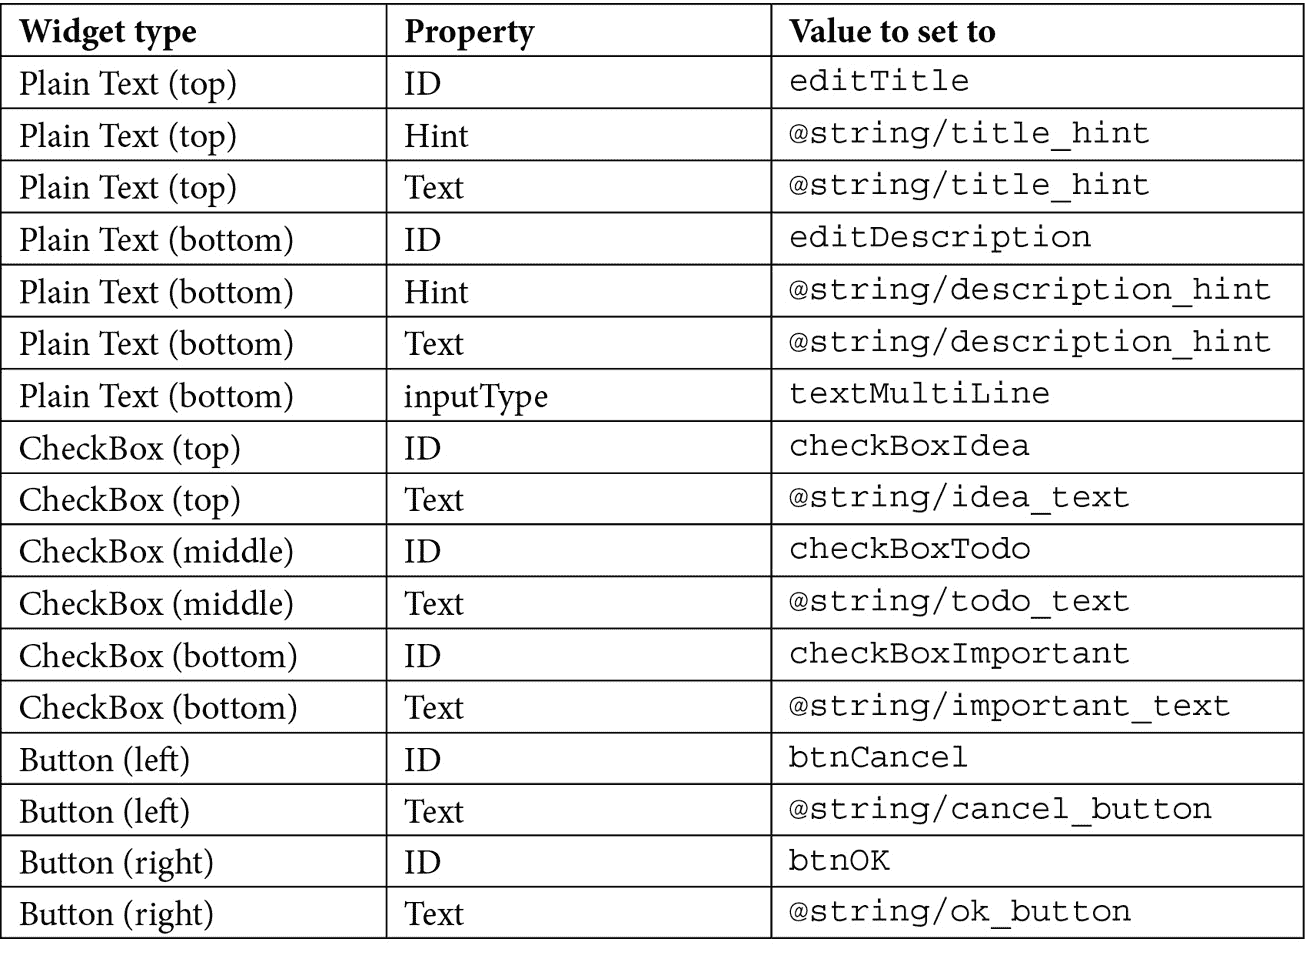 Widget type Property Value to set to
Plain Text (top) ID editTitle
Plain Text (top) Hint @string/title_hint
Plain Text (top) Text @string/title_hint
Plain Text (bottom) ID editDescription
Plain Text (bottom) Hint @string/description_hint
Plain Text (bottom) Text @string/description_hint
Plain Text (bottom) inputType textMultiLine
CheckBox (top) ID checkBoxIdea
CheckBox (top) Text @string/idea_text
CheckBox (middle) ID checkBoxTodo
CheckBox (middle) Text @string/todo_text
CheckBox (bottom) ID checkBoxImportant
CheckBox (bottom) Text @string/important_text
Button (left) ID btnCancel
Button (left) Text @string/cancel_button
Button (right) ID btnOK
Button (right) Text @string/ok_button